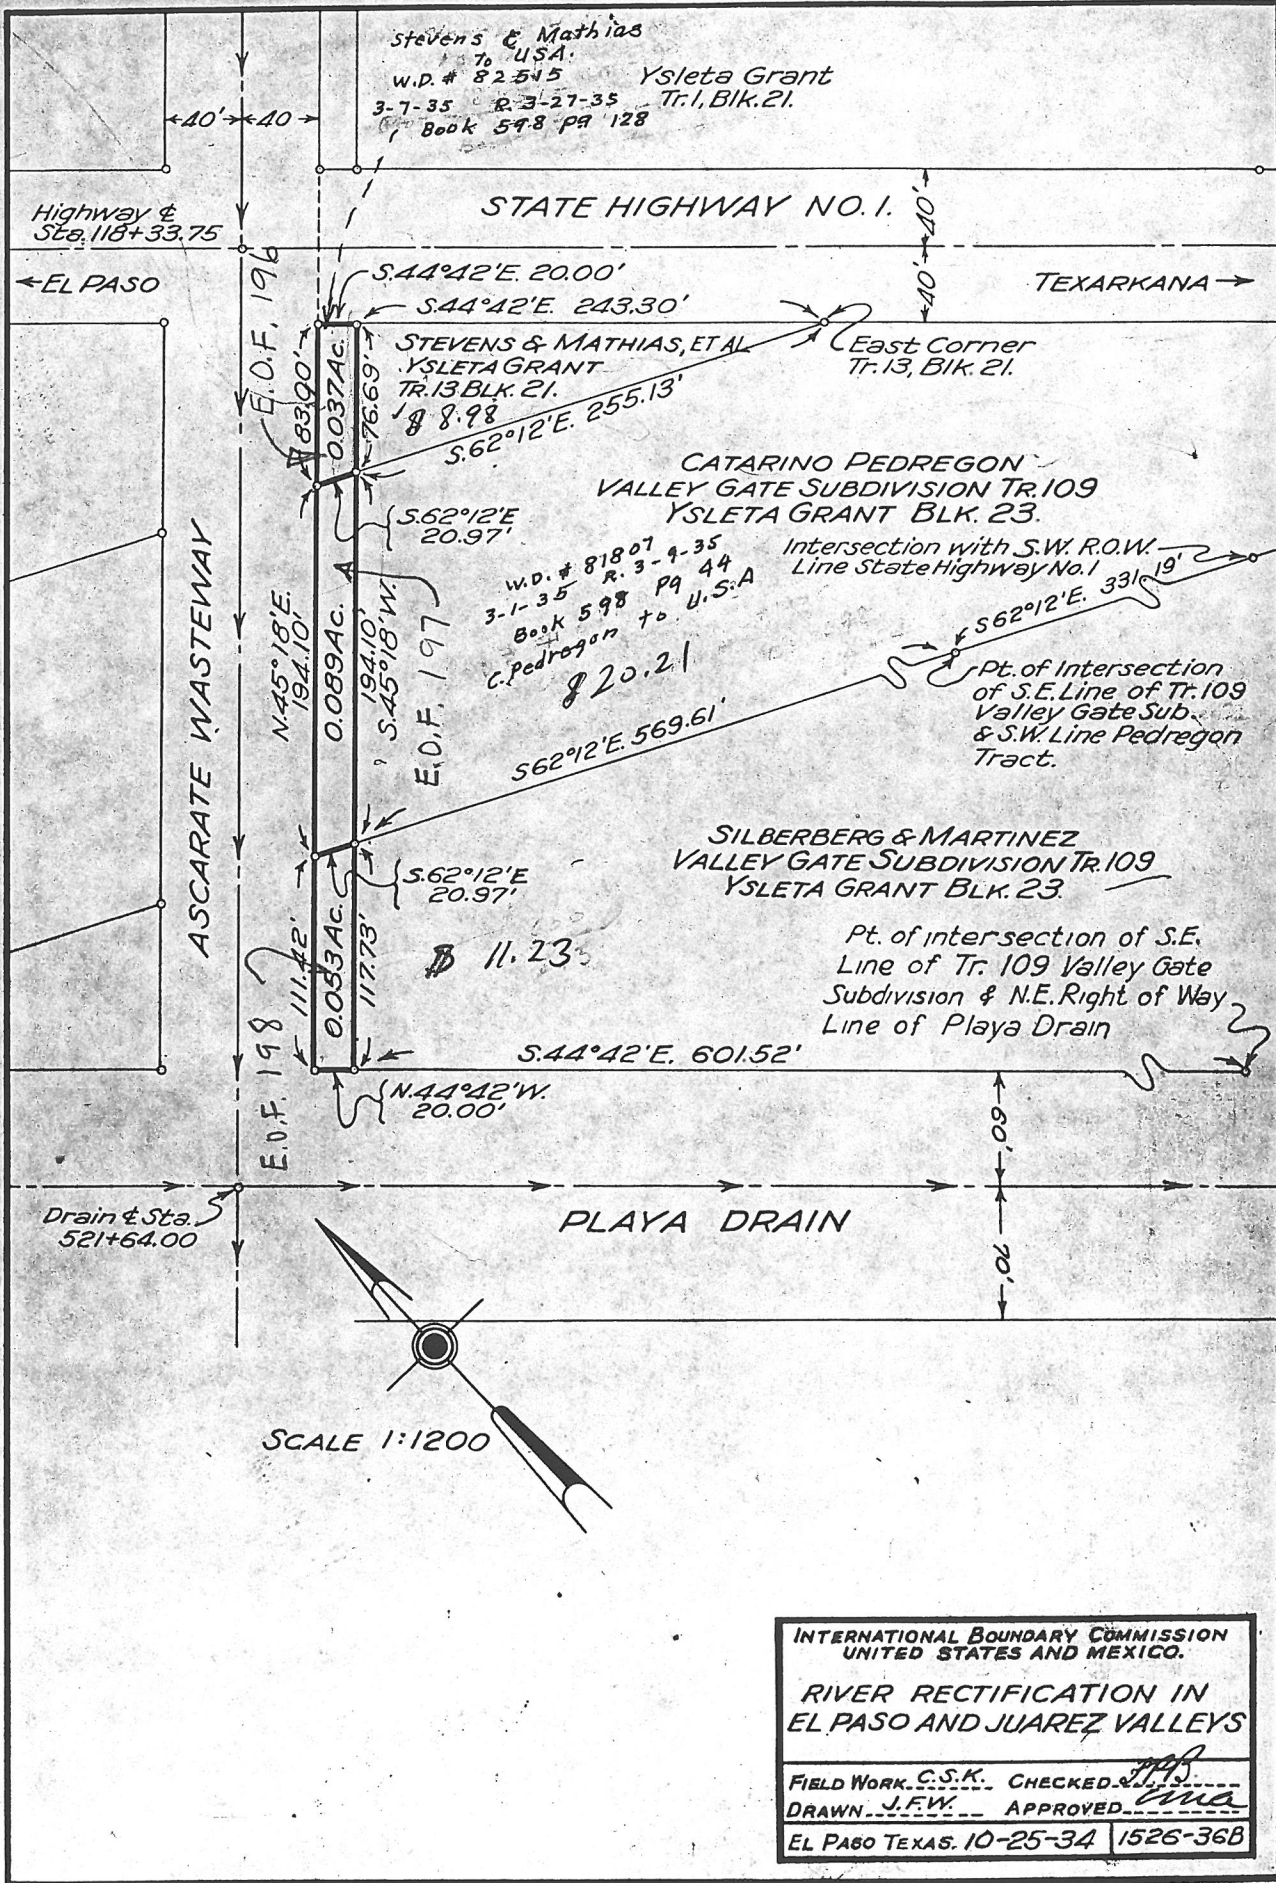 Stevens & Mathias
To USA.
W.D. # 82515
3-7-35 R. 3-27-35
Book 598 pg 128
Ysleta Grant
Tr.1, Blk.21.
40' 40
STATE HIGHWAY NO. 1.
40'
40'
Highway ℄
Sta. 118+33.75
←EL PASO
TEXARKANA→
E.D.F. 196
S.44°42'E. 20.00'
S.44°42'E. 243.30'
STEVENS & MATHIAS, ET AL
YSLETA GRANT
TR.13 BLK. 21.
$ 8.98
83.90'
0.037Ac.
76.69'
East Corner
Tr.13, Blk. 21.
S.62°12'E. 255.13'
S.62°12'E
20.97'
CATARINO PEDREGON
VALLEY GATE SUBDIVISION TR.109
YSLETA GRANT BLK. 23.
W.D. # 81807
3-1-35 R. 3-9-35
Book 598 pg 44
C. Pedregon to U.S.A
$ 20.21
Intersection with S.W. R.O.W.
Line State Highway No.1
S62°12'E. 331.19'
Pt. of Intersection
of S.E. Line of Tr.109
Valley Gate Sub.
& S.W. Line Pedregon
Tract.
ASCARATE WASTEWAY
N.45°18'E.
194.10'
0.089Ac.
194.10'
S.45°18'W.
E.D.F. 197
S62°12'E. 569.61'
S.62°12'E
20.97'
SILBERBERG & MARTINEZ
VALLEY GATE SUBDIVISION TR.109
YSLETA GRANT BLK. 23.
$ 11.23
111.42'
0.053Ac.
117.73'
E.D.F. 198
Pt. of intersection of S.E.
Line of Tr. 109 Valley Gate
Subdivision & N.E. Right of Way
Line of Playa Drain
S.44°42'E. 601.52'
N.44°42'W.
20.00'
60'
Drain ℄ Sta.
521+64.00
PLAYA DRAIN
70'
SCALE 1:1200
INTERNATIONAL BOUNDARY COMMISSION
UNITED STATES AND MEXICO.
RIVER RECTIFICATION IN
EL PASO AND JUAREZ VALLEYS
FIELD WORK C.S.K. CHECKED
DRAWN J.F.W. APPROVED
EL PASO TEXAS. 10-25-34 1526-36B